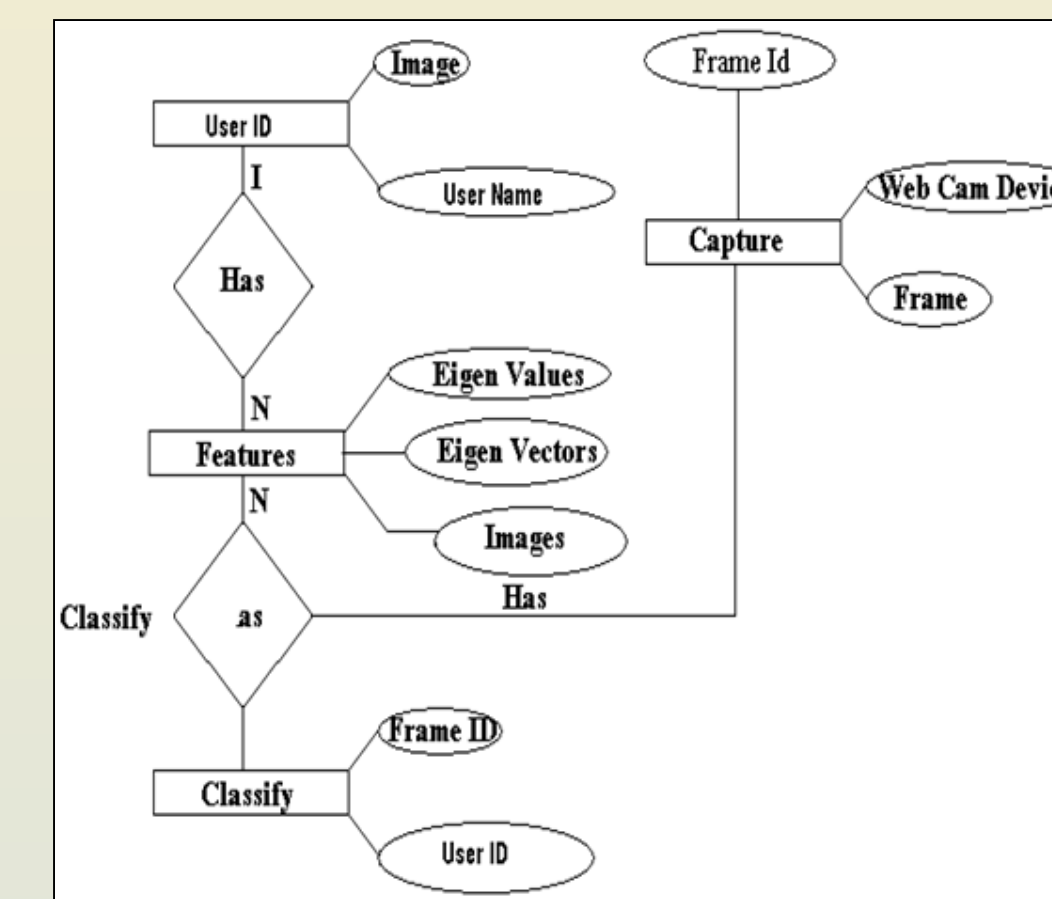 Image
User ID
User Name
I
Has
N
Features
Eigen Values
Eigen Vectors
Images
N
Classify
as
Has
Frame Id
Capture
Web Cam
Frame
Frame ID
Classify
User ID